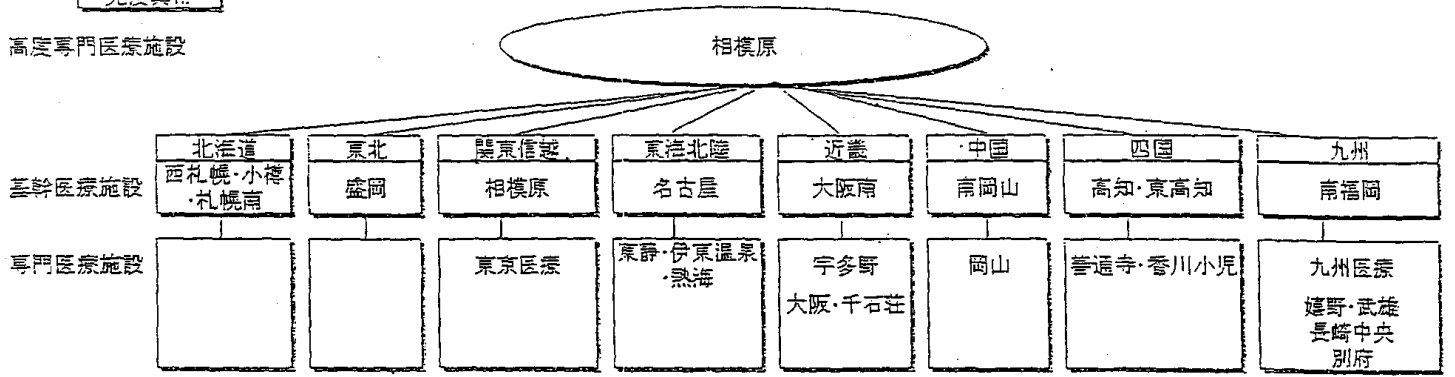 高度専門医療施設
相模原
北海道
東北
関東信越
東海北陸
近畿
中国
四国
九州
基幹医療施設
西札幌・小樽
・札幌南
盛岡
相模原
名古屋
大阪南
南岡山
高知・東高知
南福岡
専門医療施設
東京医療
東静・伊東温泉
・熱海
宇多野
大阪・千石荘
岡山
善通寺・香川小児
九州医療
嬉野・武雄
長崎中央
別府